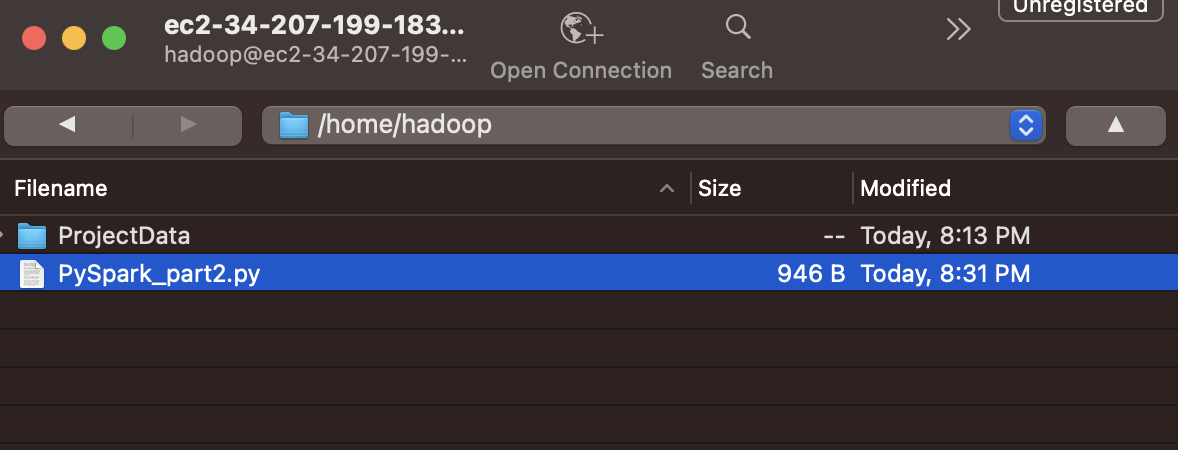 Unregistered
ec2-34-207-199-183...
hadoop@ec2-34-207-199-...
Open Connection
Search
/home/hadoop
Filename Size Modified
ProjectData -- Today, 8:13 PM
PySpark_part2.py 946 B Today, 8:31 PM